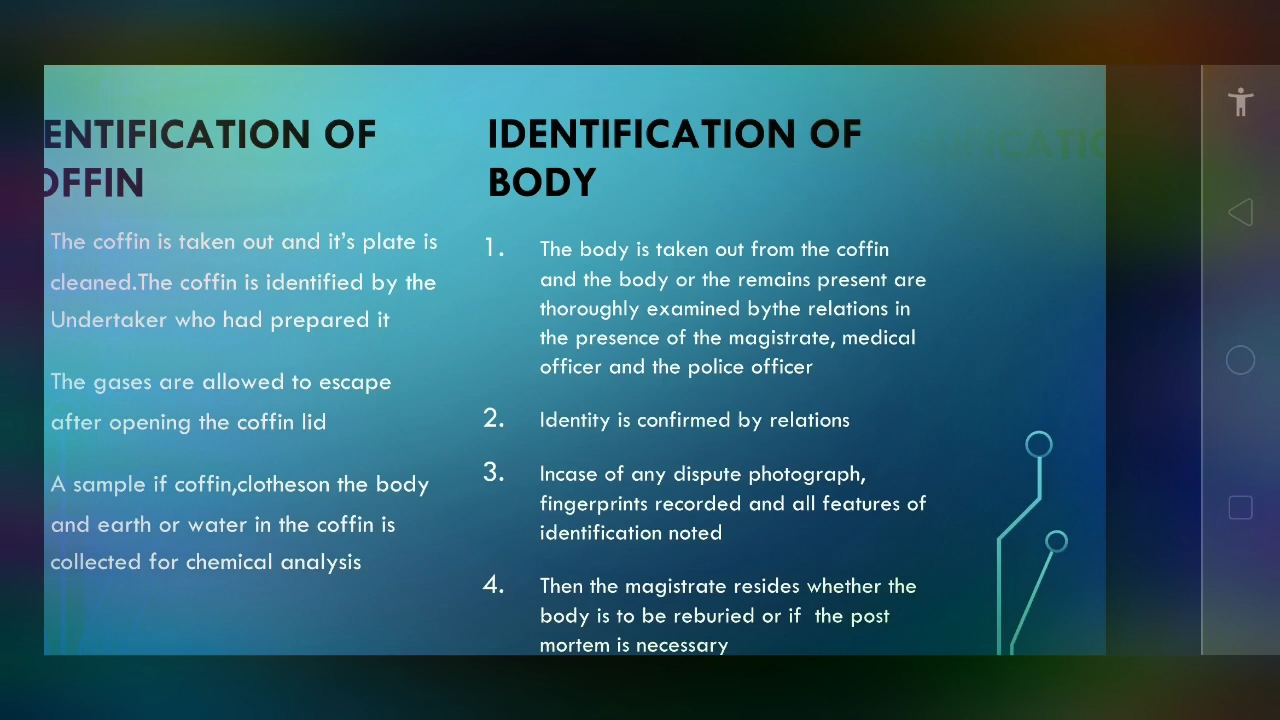 ENTIFICATION OF
OFFIN
The coffin is taken out and it's plate is
cleaned.The coffin is identified by the
Undertaker who had prepared it
The gases are allowed to escape
after opening the coffin lid
A sample if coffin,clotheson the body
and earth or water in the coffin is
collected for chemical analysis
IDENTIFICATION OF
BODY
1. The body is taken out from the coffin
and the body or the remains present are
thoroughly examined bythe relations in
the presence of the magistrate, medical
officer and the police officer
2. Identity is confirmed by relations
3. Incase of any dispute photograph,
fingerprints recorded and all features of
identification noted
4. Then the magistrate resides whether the
body is to be reburied or if  the post
mortem is necessary